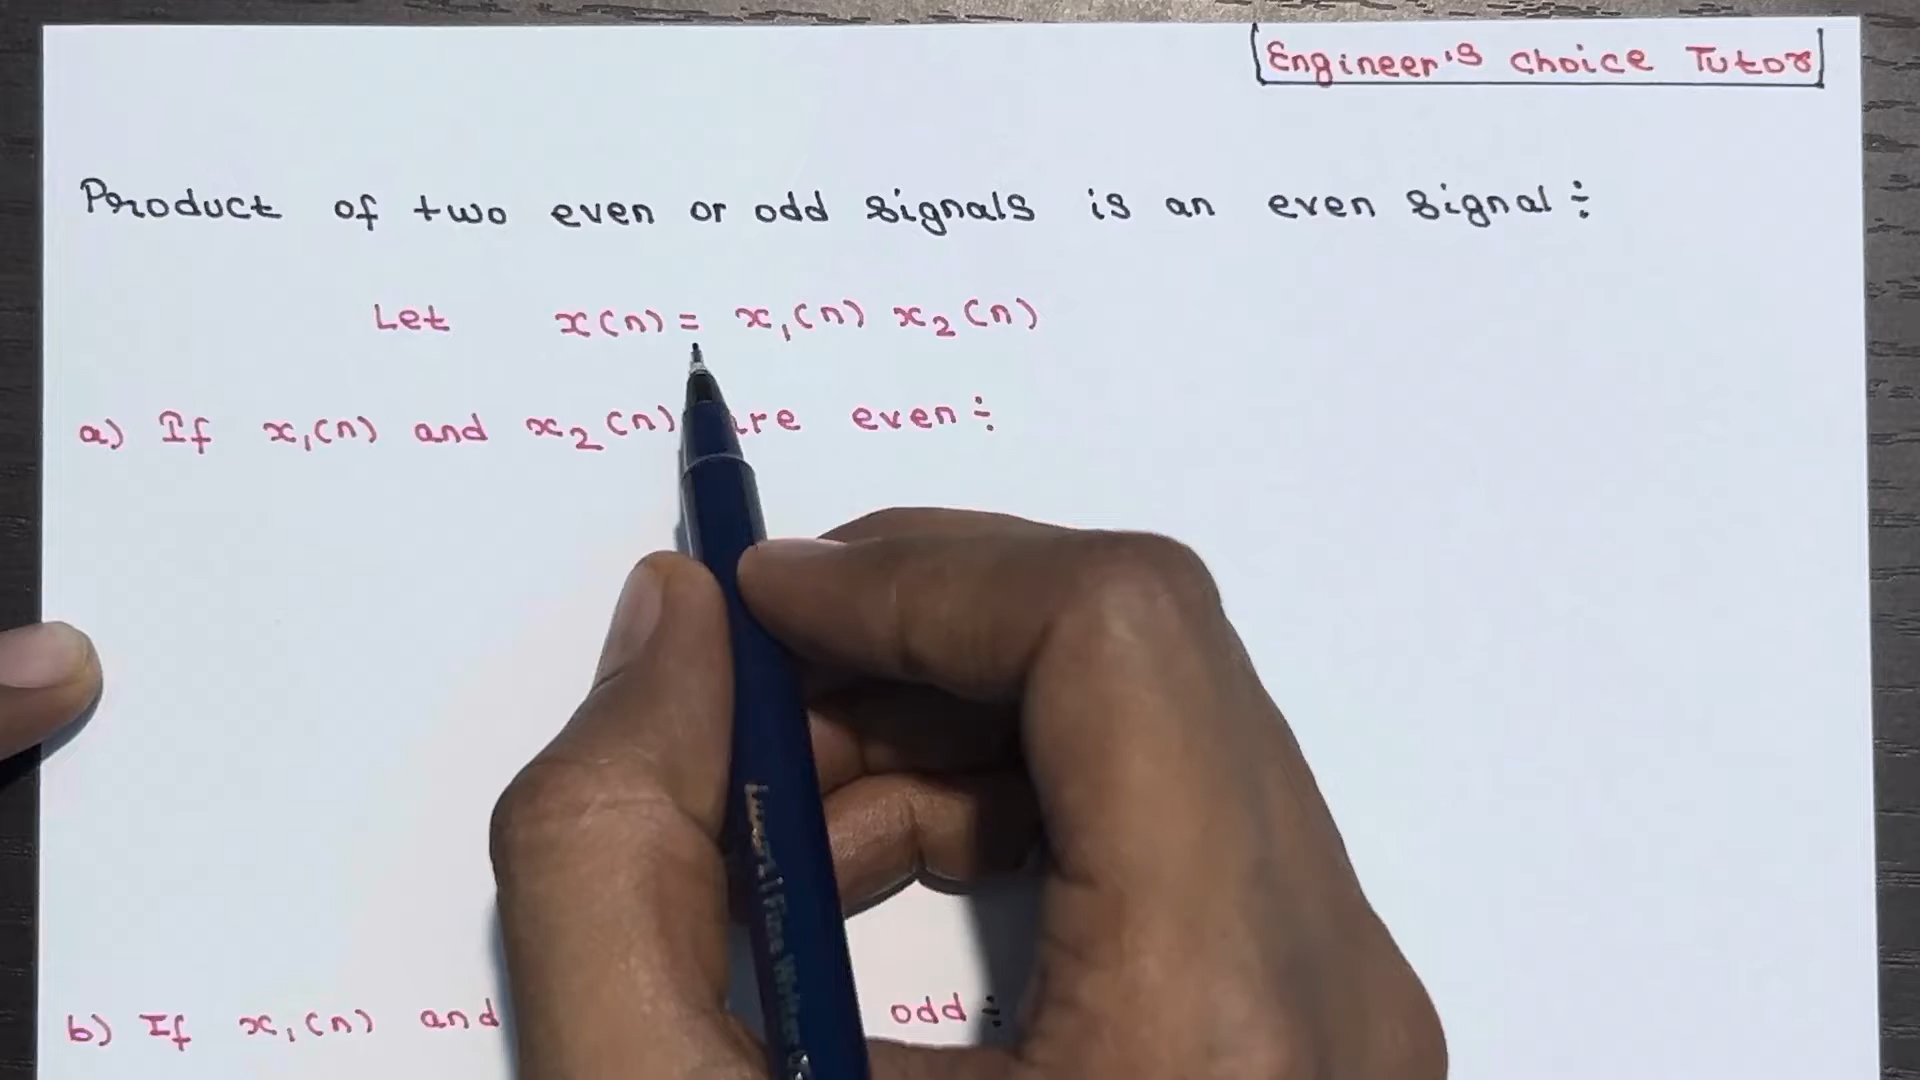 Engineer's choice Tutor
Product of two even or odd signals is an even signal ÷
Let x(n) = x₁(n) x₂(n)
a) If x₁(n) and x₂(n) are even ÷
b) If x₁(n) and odd ÷